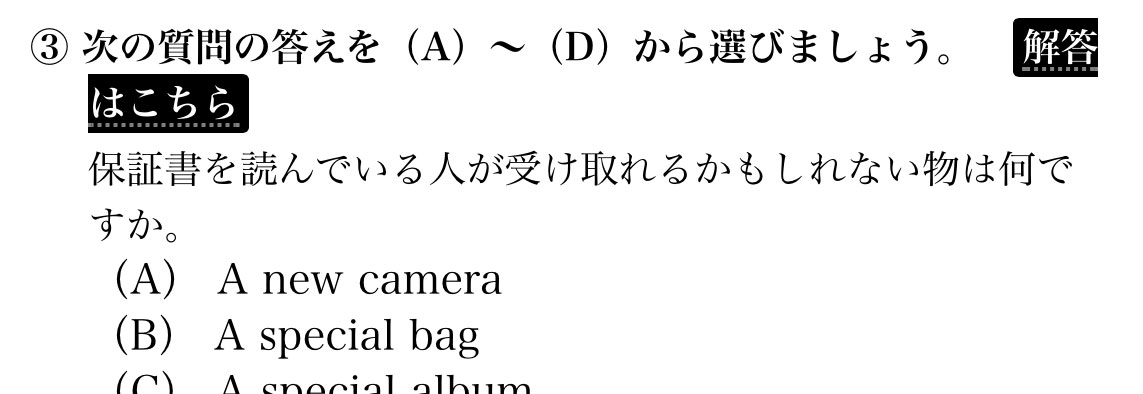 ③ 次の質問の答えを（A）～（D）から選びましょう。 解答
はこちら
保証書を読んでいる人が受け取れるかもしれない物は何で
すか。
（A） A new camera
（B） A special bag
（C） A special album